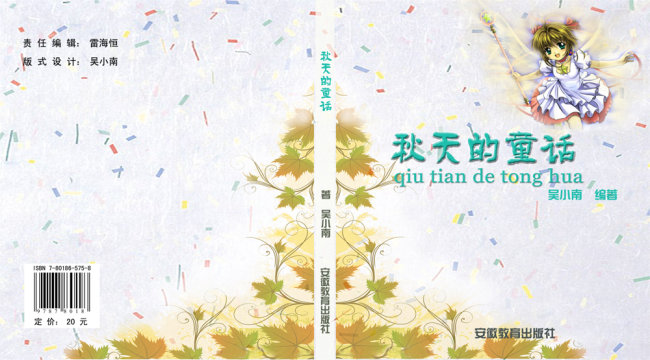 责任编辑：雷海恒
版式设计：吴小南
ISBN 7-80186-575-8
定价：20元
秋天的童话
著 吴小南
安徽教育出版社
秋天的童话
qiu tian de tong hua
吴小南 编著
安徽教育出版社